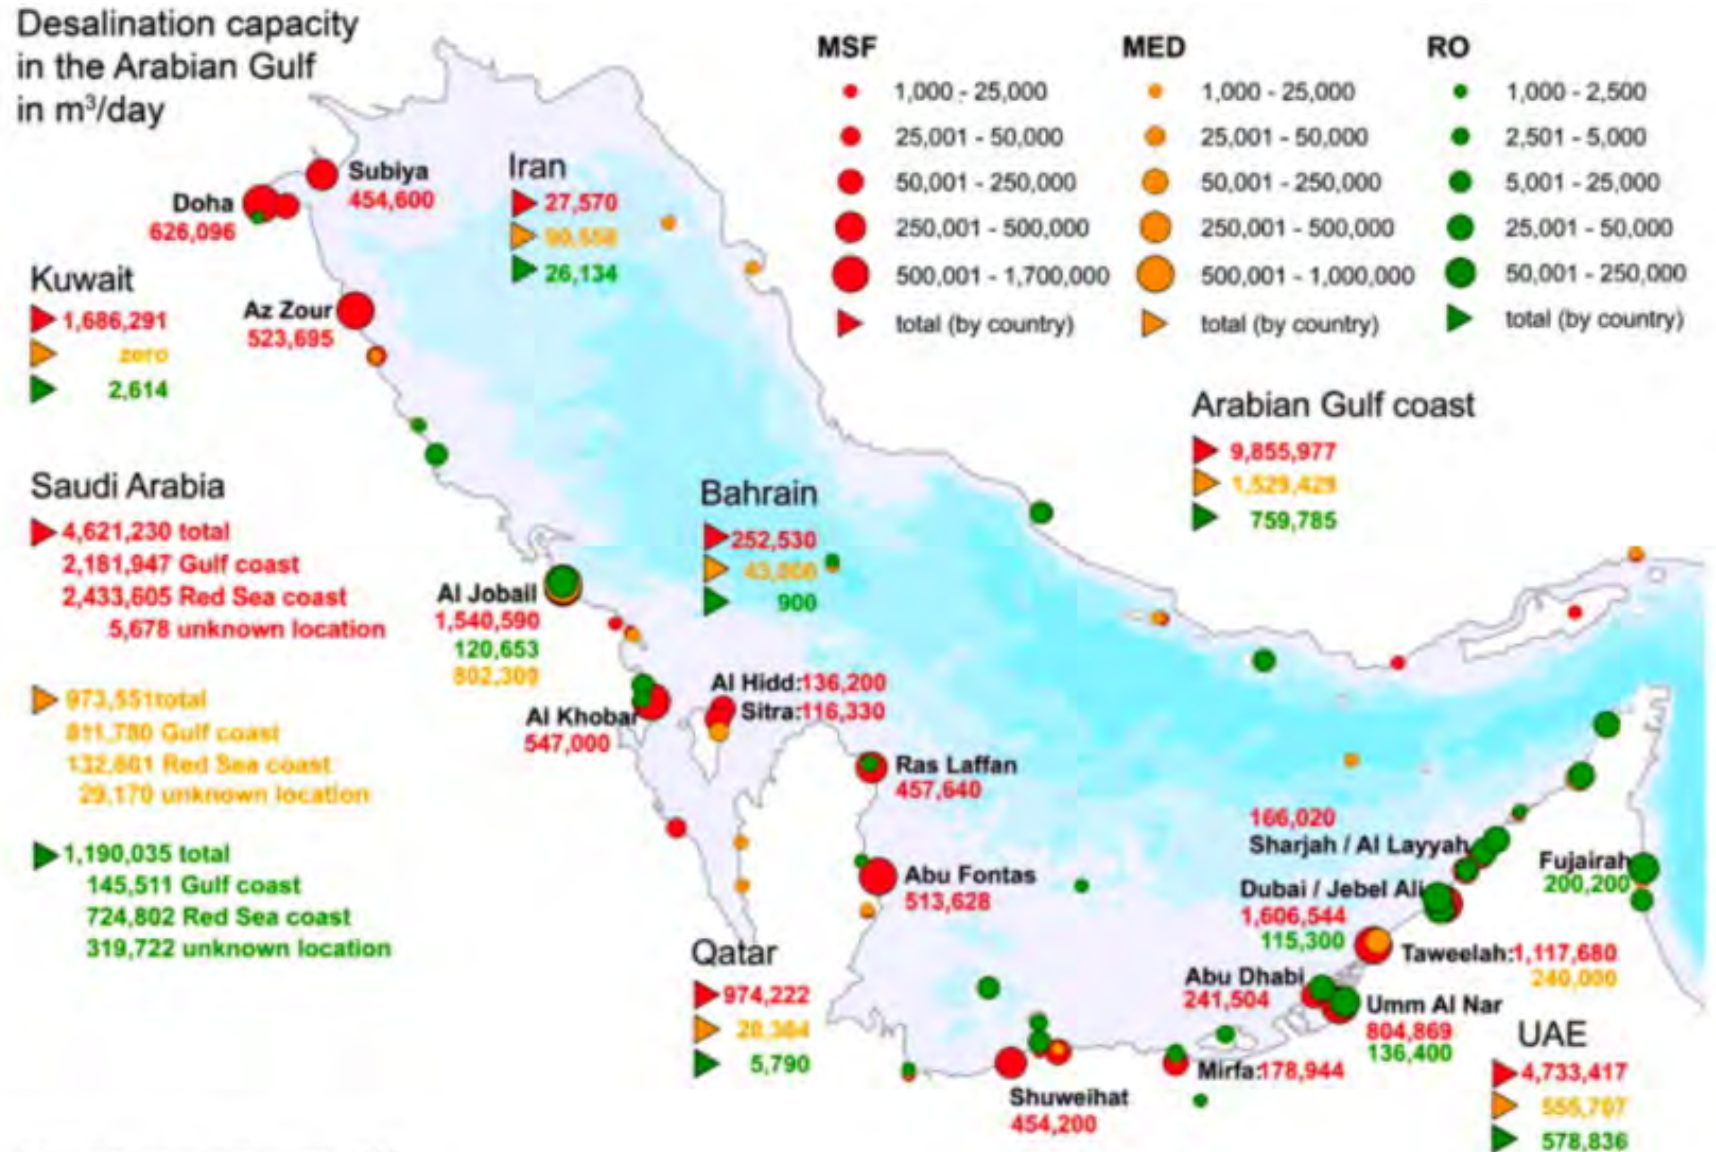 Desalination capacity
in the Arabian Gulf
in m³/day
MSF
1,000 - 25,000
25,001 - 50,000
50,001 - 250,000
250,001 - 500,000
500,001 - 1,700,000
total (by country)
MED
1,000 - 25,000
25,001 - 50,000
50,001 - 250,000
250,001 - 500,000
500,001 - 1,000,000
total (by country)
RO
1,000 - 2,500
2,501 - 5,000
5,001 - 25,000
25,001 - 50,000
50,001 - 250,000
total (by country)
Subiya
454,600
Doha
626,096
Iran
27,570
26,134
Kuwait
1,686,291
zero
2,614
Az Zour
523,695
Arabian Gulf coast
9,855,977
1,529,429
759,785
Saudi Arabia
4,621,230 total
2,181,947 Gulf coast
2,433,605 Red Sea coast
5,678 unknown location
973,551total
811,780 Gulf coast
Red Sea coast
29,170 unknown location
1,190,035 total
145,511 Gulf coast
724,802 Red Sea coast
319,722 unknown location
Bahrain
252,530
900
Al Jobail
1,540,590
120,653
802,309
Al Khobar
547,000
Al Hidd:136,200
Sitra:116,330
Ras Laffan
457,640
Abu Fontas
513,628
Qatar
974,222
5,790
166,020
Sharjah / Al Layyah
Dubai / Jebel Ali
1,606,544
115,300
Fujairah
200,200
Taweelah:1,117,680
240,000
Abu Dhabi
241,504
Umm Al Nar
804,869
136,400
Mirfa:178,944
Shuweihat
454,200
UAE
4,733,417
555,707
578,836